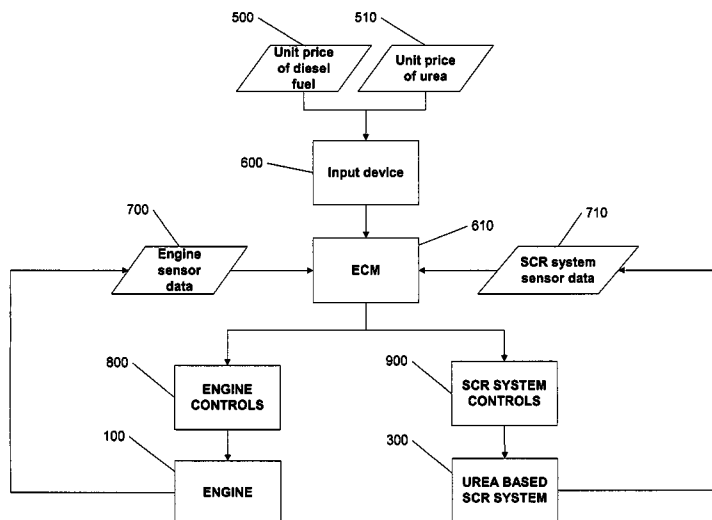 500
510
Unit price
of diesel
fuel
Unit price
of urea
600
Input device
700
610
710
Engine
sensor
data
ECM
SCR system
sensor data
800
900
ENGINE
CONTROLS
SCR SYSTEM
CONTROLS
100
300
ENGINE
UREA BASED
SCR SYSTEM